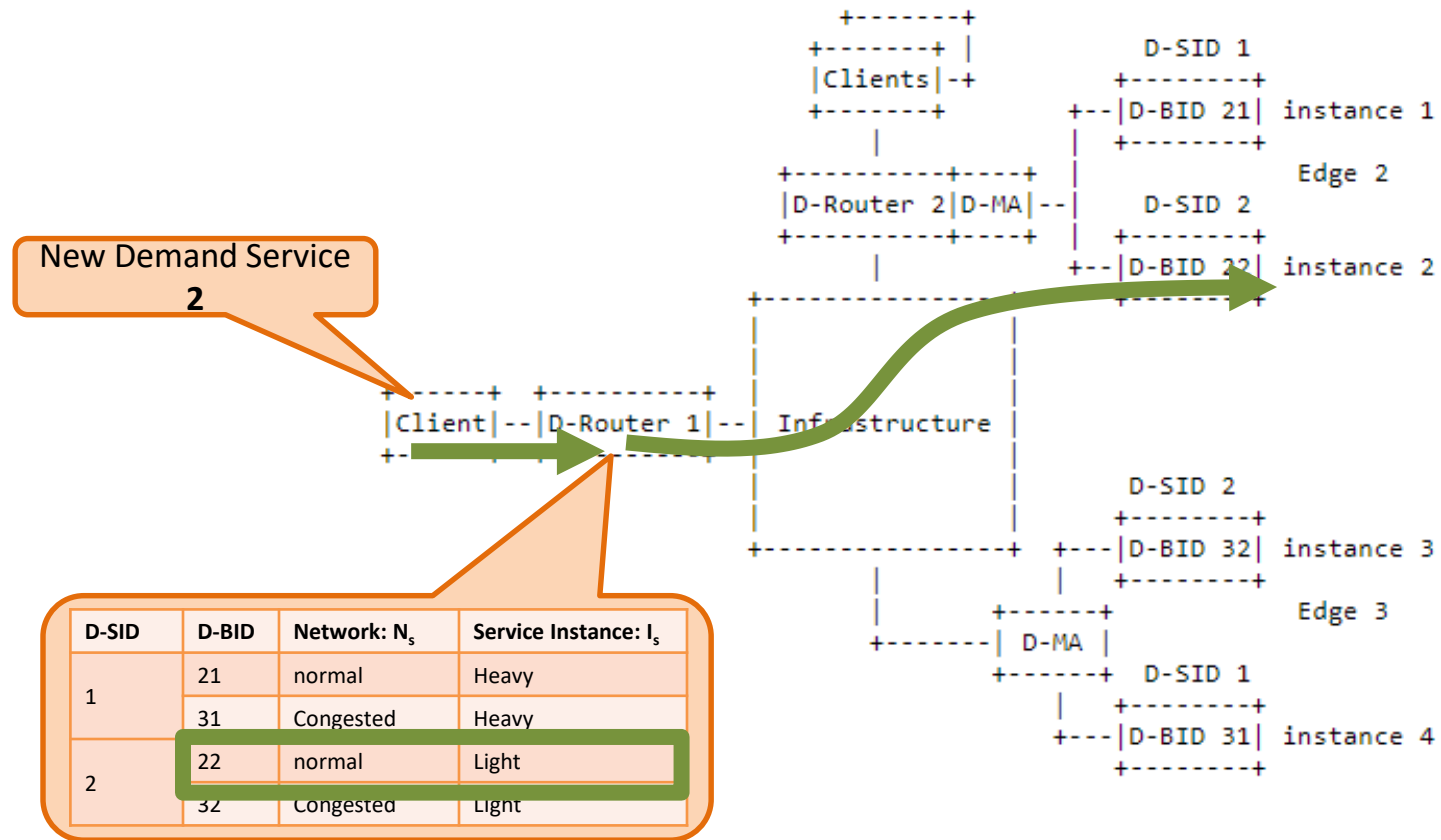 +-------+
+-------+ |
|Clients|-+
+-------+
|
D-SID 1
+--------+
+--|D-BID 21| instance 1
| +--------+
Edge 2
+----------+----+ |
|D-Router 2|D-MA|--|
+----------+----+ |
|
D-SID 2
+--------+
+--|D-BID 22| instance 2
+--------+
New Demand Service
2
+------+ +----------+
|Client|--|D-Router 1|--| Infrastructure |
D-SID 2
+--------+
+---|D-BID 32| instance 3
| +--------+
Edge 3
+------+
+-------| D-MA |
+------+
D-SID 1
| +--------+
+---|D-BID 31| instance 4
+--------+
D-SID D-BID Network: Ns Service Instance: Is
1 21 normal Heavy
31 Congested Heavy
2 22 normal Light
32 Congested Light